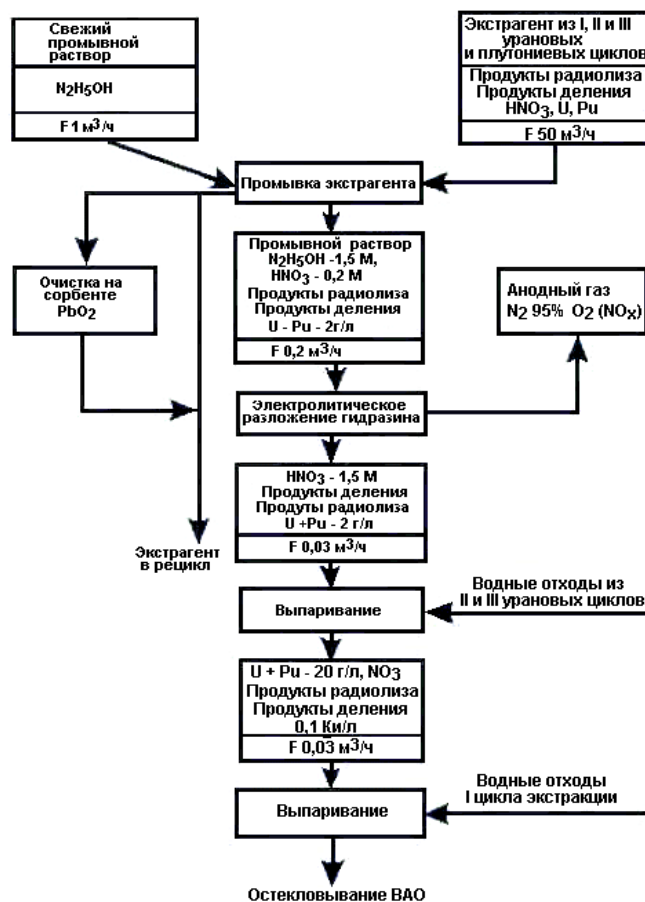 Свежий
промывной
раствор
N2H5OH
F 1 м3/ч
Экстрагент из I, II и III
урановых
и плутониевых циклов
Продукты радиолиза
Продукты деления
HNO3, U, Pu
F 50 м3/ч
Промывка экстрагента
Очистка на
сорбенте
PbO2
Промывной раствор
N2H5OH -1,5 M,
HNO3 - 0,2 M
Продукты радиолиза
Продукты деления
U - Pu - 2г/л
F 0,2 м3/ч
Анодный газ
N2 95% O2 (NOx)
Электролитическое
разложение гидразина
HNO3 - 1,5 M
Продукты деления
Продуты радиолиза
U +Pu - 2 г/л
F 0,03 м3/ч
Экстрагент
в рецикл
Водные отходы из
II и III урановых циклов
Выпаривание
U + Pu - 20 г/л, NO3
Продукты радиолиза
Продукты деления
0,1 Ки/л
F 0,03 м3/ч
Водные отходы
I цикла экстракции
Выпаривание
Остекловывание ВАО